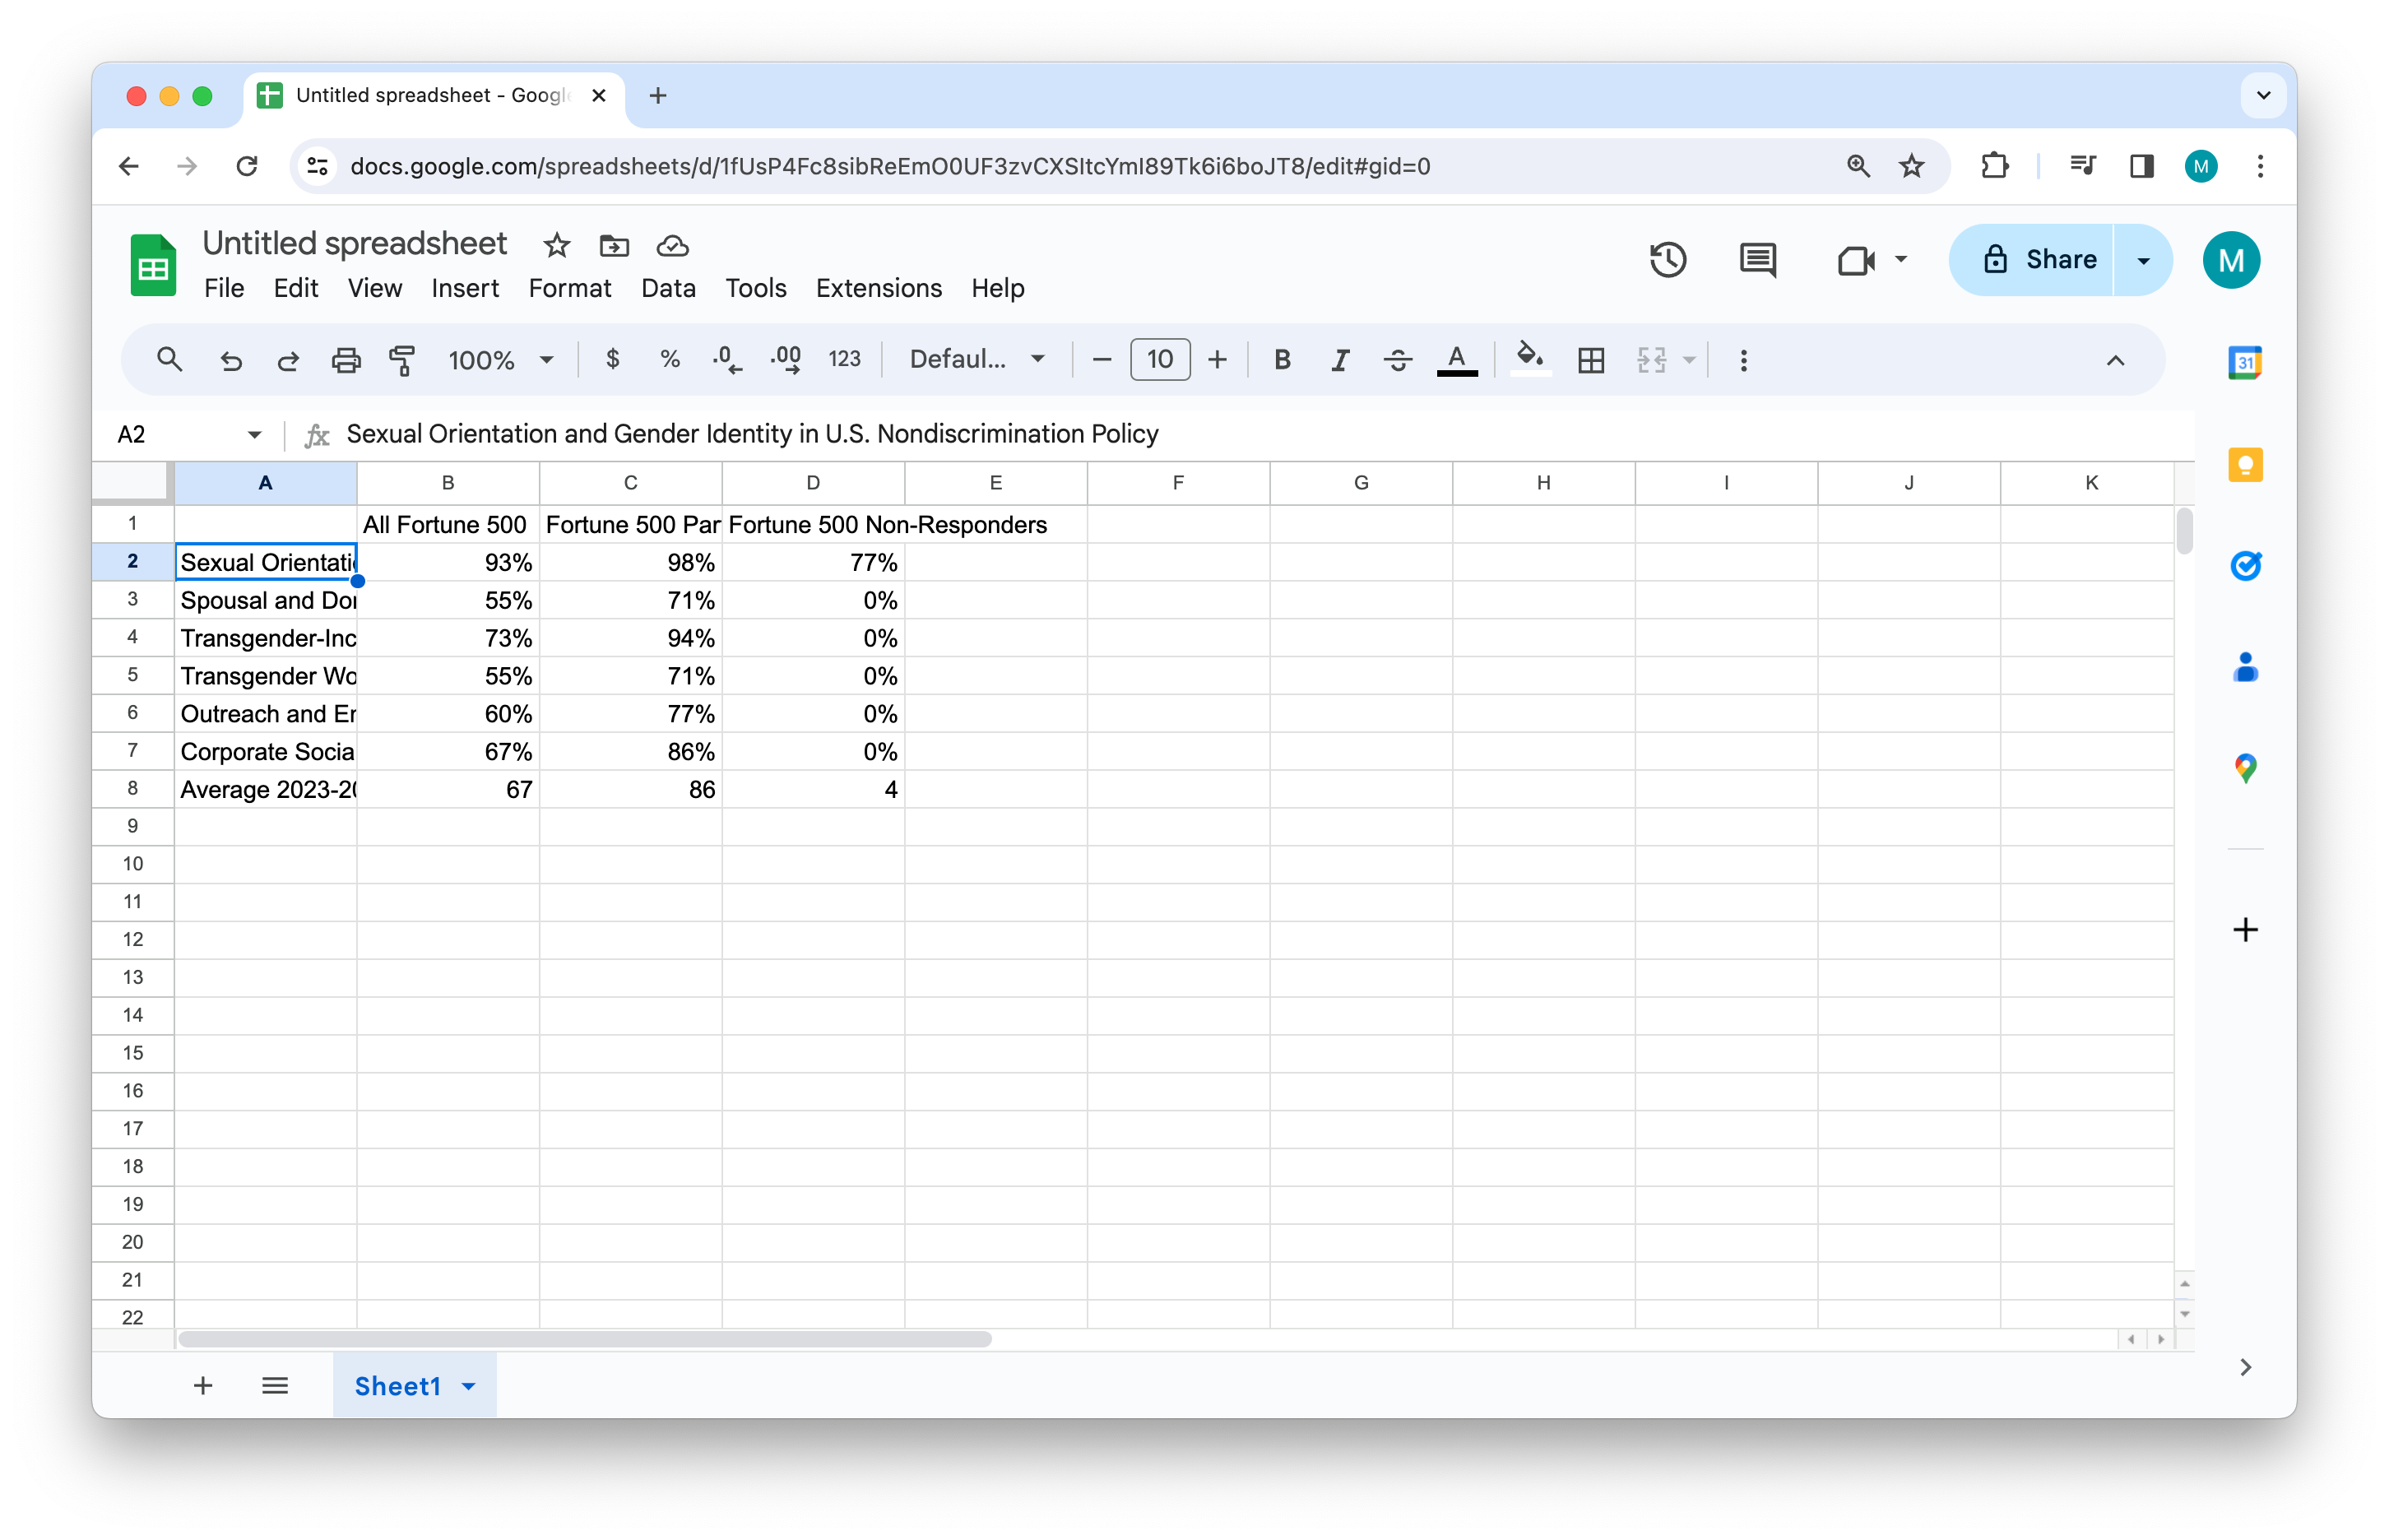 Untitled spreadsheet - Googl
docs.google.com/spreadsheets/d/1fUsP4Fc8sibReEmO0UF3zvCXSItcYmI89Tk6i6boJT8/edit#gid=0
M
Untitled spreadsheet
File Edit View Insert Format Data Tools Extensions Help
Share
M
100% $ % .0 .00 123 Defaul... 10 B I S A
31
A2 fx Sexual Orientation and Gender Identity in U.S. Nondiscrimination Policy
A B C D E F G H I J K
1 All Fortune 500 Fortune 500 Par Fortune 500 Non-Responders
2 Sexual Orientati 93% 98% 77%
3 Spousal and Dor 55% 71% 0%
4 Transgender-Inc 73% 94% 0%
5 Transgender Wo 55% 71% 0%
6 Outreach and Er 60% 77% 0%
7 Corporate Socia 67% 86% 0%
8 Average 2023-20 67 86 4
9
10
11
12
13
14
15
16
17
18
19
20
21
22
Sheet1